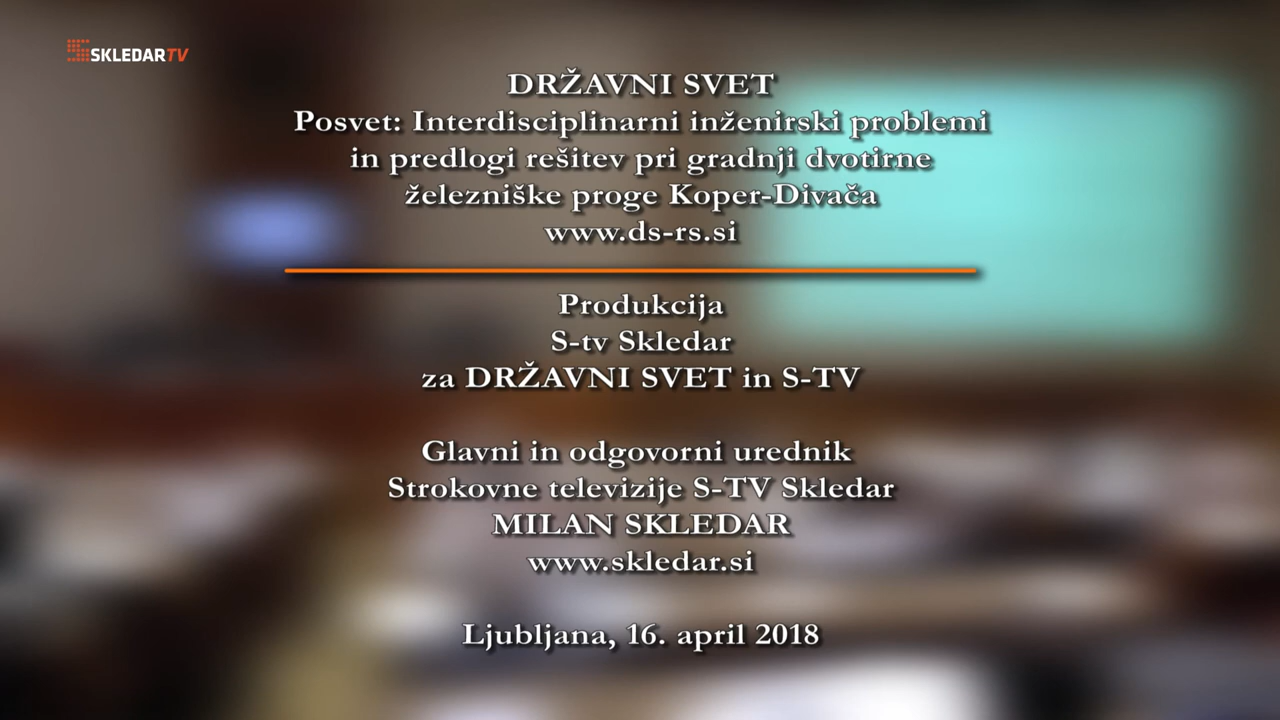 SKLEDARTV
DRŽAVNI SVET
Posvet: Interdisciplinarni inženirski problemi
in predlogi rešitev pri gradnji dvotirne
železniške proge Koper-Divača
www.ds-rs.si
Produkcija
S-tv Skledar
za DRŽAVNI SVET in S-TV
Glavni in odgovorni urednik
Strokovne televizije S-TV Skledar
MILAN SKLEDAR
www.skledar.si
Ljubljana, 16. april 2018